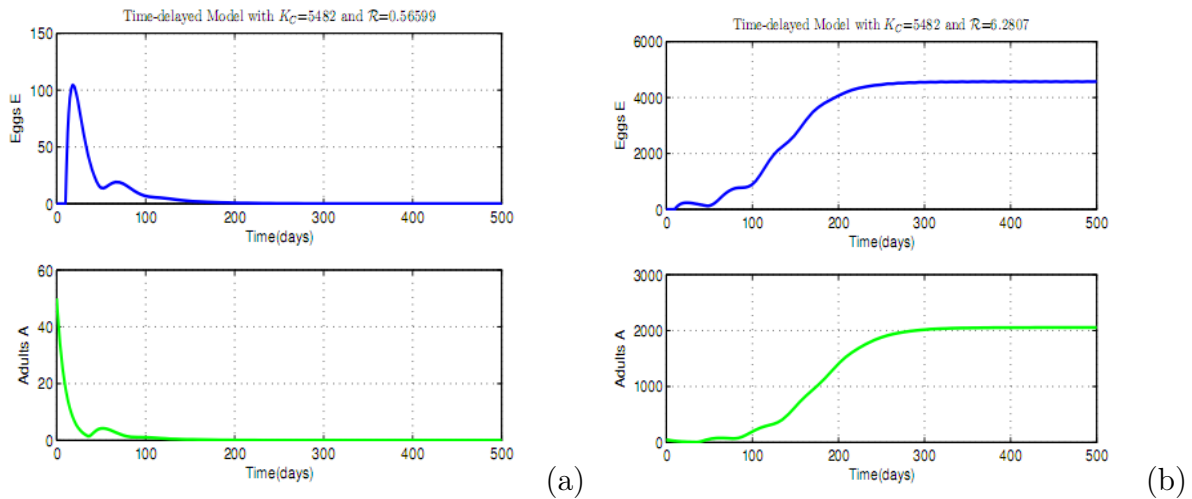 Time-delayed Model with K_C=5482 and R=0.56599
150
100
50
0
Eggs E
0 100 200 300 400 500
Time(days)
60
40
20
0
Adults A
0 100 200 300 400 500
Time(days)
(a)
Time-delayed Model with K_C=5482 and R=6.2807
6000
4000
2000
0
Eggs E
0 100 200 300 400 500
Time(days)
3000
2000
1000
0
Adults A
0 100 200 300 400 500
Time(days)
(b)